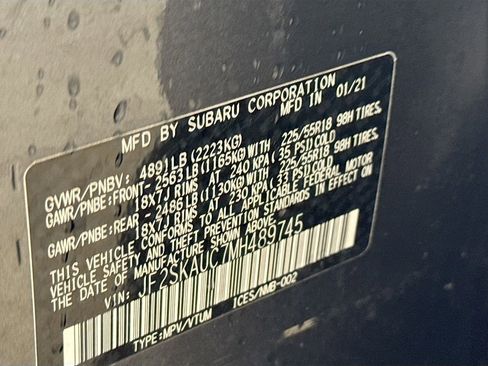 MFD BY SUBARU CORPORATION
MFD IN 01/21
GVWR/PNBV: 4891LB(2223KG)
GAWR/PNBE:FRONT-2563LB(1165KG)WITH 225/55R18 98H TIRES,
18X7J RIMS AT 240 KPA(35 PSI)COLD
GAWR/PNBE:REAR -2486LB(1130KG)WITH 225/55R18 98H TIRES,
18X7J RIMS AT 230 KPA(33 PSI)COLD
THIS VEHICLE CONFORMS TO ALL APPLICABLE FEDERAL MOTOR
VEHICLE SAFETY AND THEFT PREVENTION STANDARDS IN EFFECT ON
THE DATE OF MANUFACTURE SHOWN ABOVE.
VIN: JF2SKAUC7MH489745
TYPE:MPV/VTUM ICES/NMB-002